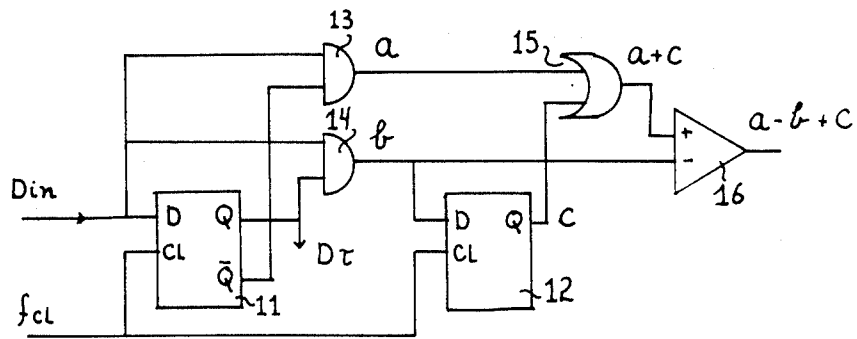 13
a
15
a+c
14
b
+
-
a-b+c
16
Din
D Q
Cl
Q̄
11
Dτ
D Q
Cl
C
12
fcl